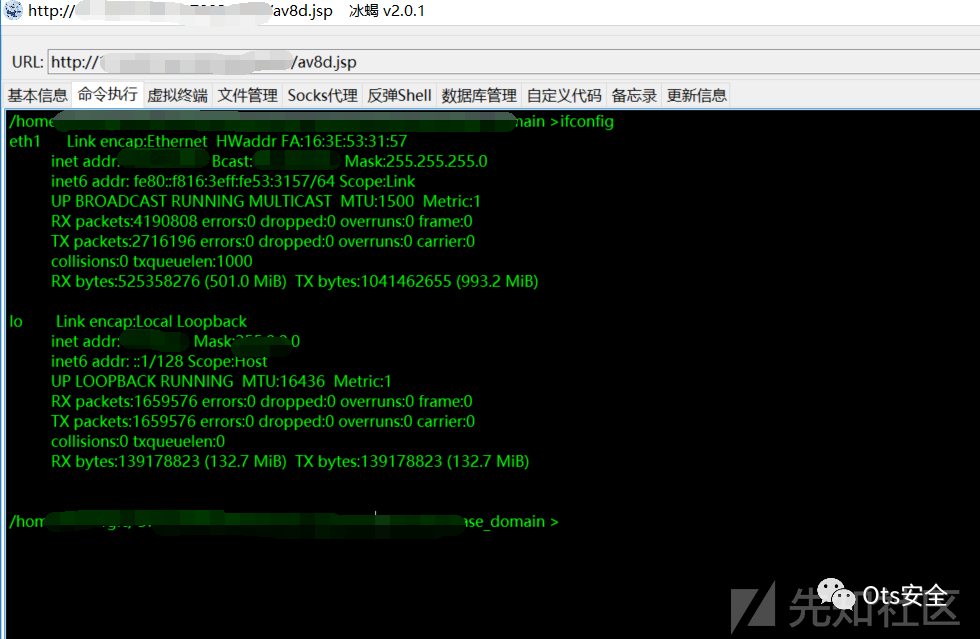 http:// /av8d.jsp 冰蝎 v2.0.1
URL: http:// /av8d.jsp
基本信息 命令执行 虚拟终端 文件管理 Socks代理 反弹Shell 数据库管理 自定义代码 备忘录 更新信息
/home main >ifconfig
eth1 Link encap:Ethernet HWaddr FA:16:3E:53:31:57
inet addr: Bcast: Mask:255.255.255.0
inet6 addr: fe80::f816:3eff:fe53:3157/64 Scope:Link
UP BROADCAST RUNNING MULTICAST MTU:1500 Metric:1
RX packets:4190808 errors:0 dropped:0 overruns:0 frame:0
TX packets:2716196 errors:0 dropped:0 overruns:0 carrier:0
collisions:0 txqueuelen:1000
RX bytes:525358276 (501.0 MiB) TX bytes:1041462655 (993.2 MiB)
lo Link encap:Local Loopback
inet addr: Mask:
inet6 addr: ::1/128 Scope:Host
UP LOOPBACK RUNNING MTU:16436 Metric:1
RX packets:1659576 errors:0 dropped:0 overruns:0 frame:0
TX packets:1659576 errors:0 dropped:0 overruns:0 carrier:0
collisions:0 txqueuelen:0
RX bytes:139178823 (132.7 MiB) TX bytes:139178823 (132.7 MiB)
/hom ase_domain >
Ots安全
先知社区